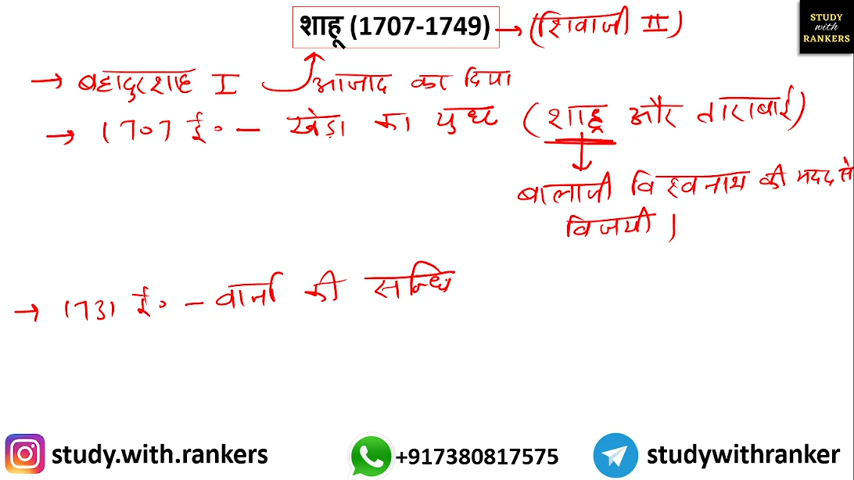 शाहू (1707-1749) → (शिवाजी II)
STUDY
with
RANKERS
→ बहादुरशाह I आजाद का दिया
→ 1707 ई० - खेड़ा का युध्द (शाहू और ताराबाई)
बालाजी विश्वनाथ की मदद से
विजयी।
→ 1731 ई० - वार्ना की सन्धि
study.with.rankers
+917380817575
studywithranker